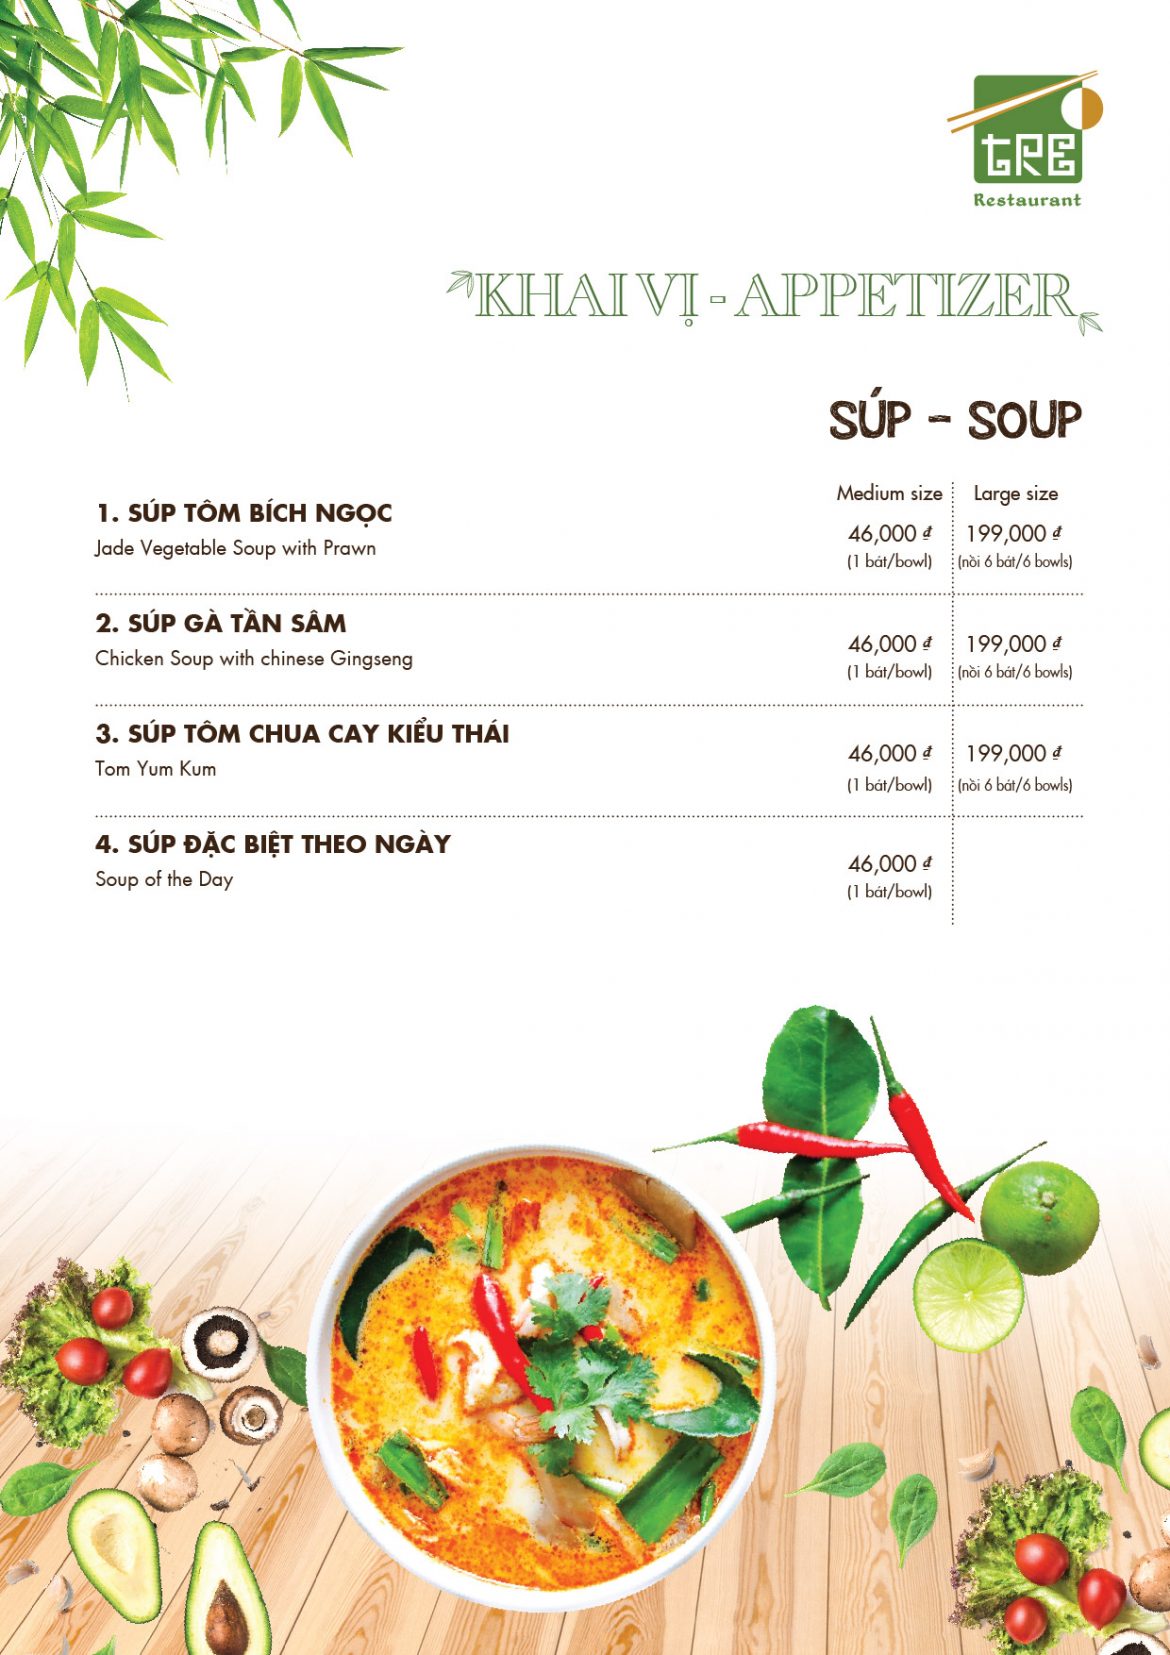 tRE
Restaurant
KHAI VỊ - APPETIZER
SÚP - SOUP
Medium size Large size
1. SÚP TÔM BÍCH NGỌC
Jade Vegetable Soup with Prawn
46,000 ₫ 199,000 ₫
(1 bát/bowl) (nồi 6 bát/6 bowls)
2. SÚP GÀ TẦN SÂM
Chicken Soup with chinese Gingseng
46,000 ₫ 199,000 ₫
(1 bát/bowl) (nồi 6 bát/6 bowls)
3. SÚP TÔM CHUA CAY KIỂU THÁI
Tom Yum Kum
46,000 ₫ 199,000 ₫
(1 bát/bowl) (nồi 6 bát/6 bowls)
4. SÚP ĐẶC BIỆT THEO NGÀY
Soup of the Day
46,000 ₫
(1 bát/bowl)